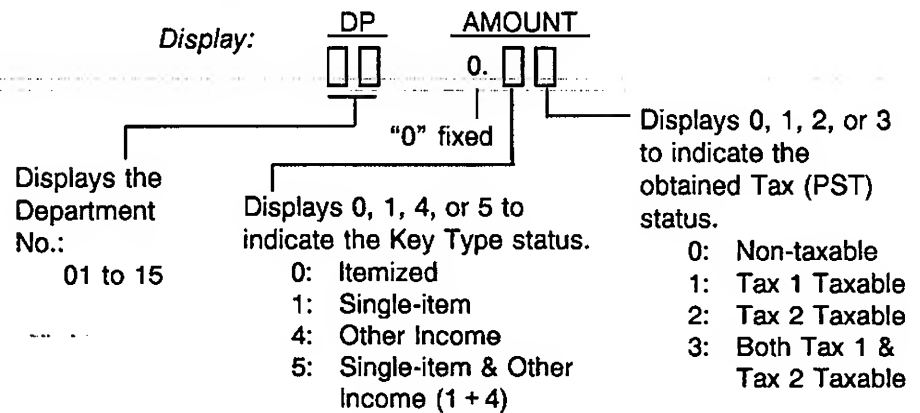 Display: DP AMOUNT
0.
"0" fixed
Displays the
Department
No.:
01 to 15
Displays 0, 1, 4, or 5 to
indicate the Key Type status.
0: Itemized
1: Single-item
4: Other Income
5: Single-item & Other
Income (1 + 4)
Displays 0, 1, 2, or 3
to indicate the
obtained Tax (PST)
status.
0: Non-taxable
1: Tax 1 Taxable
2: Tax 2 Taxable
3: Both Tax 1 &
Tax 2 Taxable